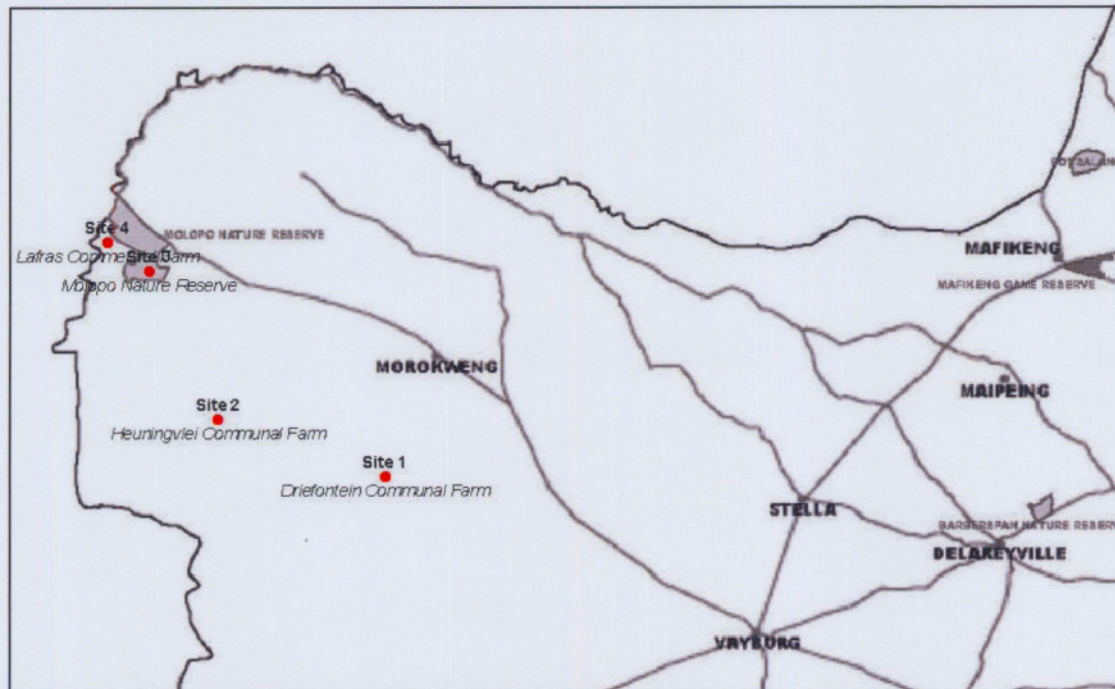 MAFIKENG
MAFIKENG GAME RESERVE
Site 4
MOLOPO NATURE RESERVE
Lafras Commercial Farm
Site 3
Molopo Nature Reserve
MOROKWENG
MAIPEING
Site 2
Heuningvlei Communal Farm
Site 1
Driefontein Communal Farm
STELLA
BARBERSPAN NATURE RESERVE
DELAREYVILLE
VRYBURG